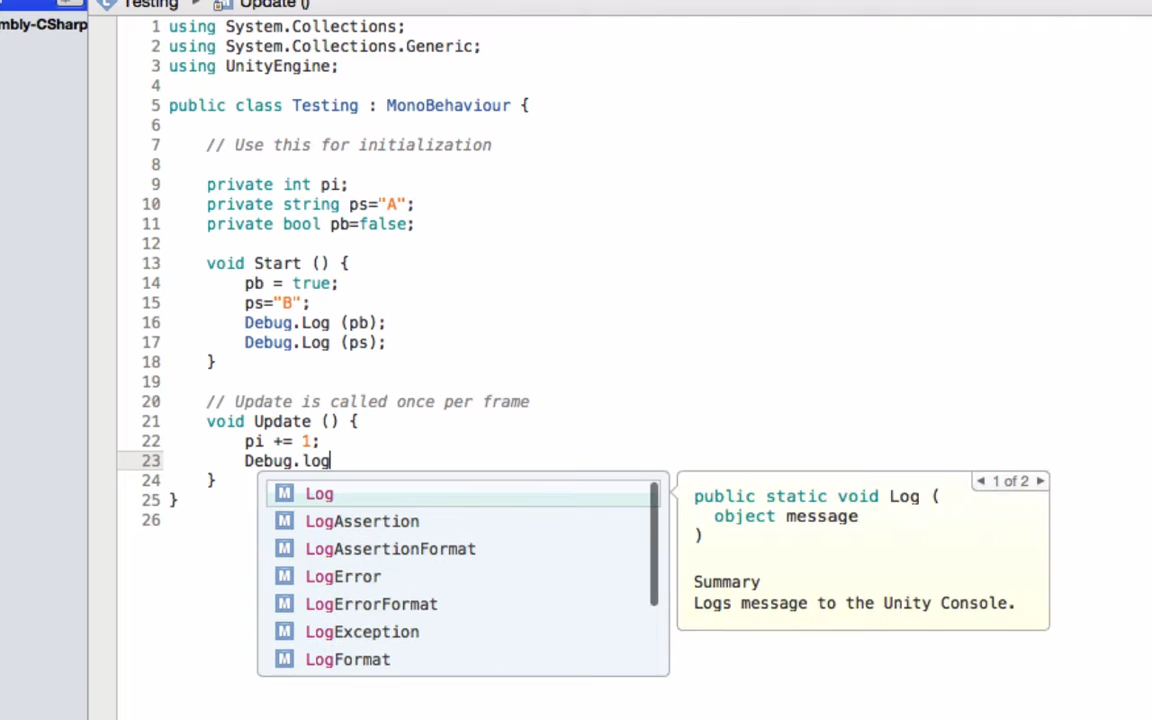 Testing ▸ Update ()
mbly-CSharp
1 using System.Collections;
2 using System.Collections.Generic;
3 using UnityEngine;
4
5 public class Testing : MonoBehaviour {
6
7 // Use this for initialization
8
9 private int pi;
10 private string ps="A";
11 private bool pb=false;
12
13 void Start () {
14 pb = true;
15 ps="B";
16 Debug.Log (pb);
17 Debug.Log (ps);
18 }
19
20 // Update is called once per frame
21 void Update () {
22 pi += 1;
23 Debug.log
24 }
25 }
26
M Log
M LogAssertion
M LogAssertionFormat
M LogError
M LogErrorFormat
M LogException
M LogFormat
◀ 1 of 2 ▶
public static void Log (
object message
)
Summary
Logs message to the Unity Console.